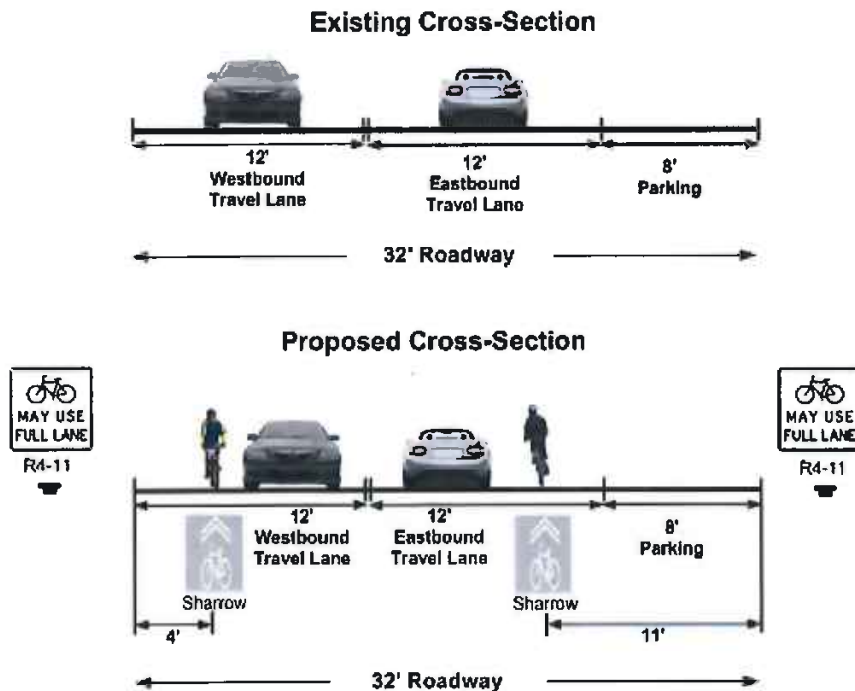 Existing Cross-Section
12'
Westbound
Travel Lane
12'
Eastbound
Travel Lane
8'
Parking
32' Roadway
Proposed Cross-Section
MAY USE
FULL LANE
R4-11
MAY USE
FULL LANE
R4-11
12'
Westbound
Travel Lane
12'
Eastbound
Travel Lane
8'
Parking
Sharrow
Sharrow
4'
11'
32' Roadway